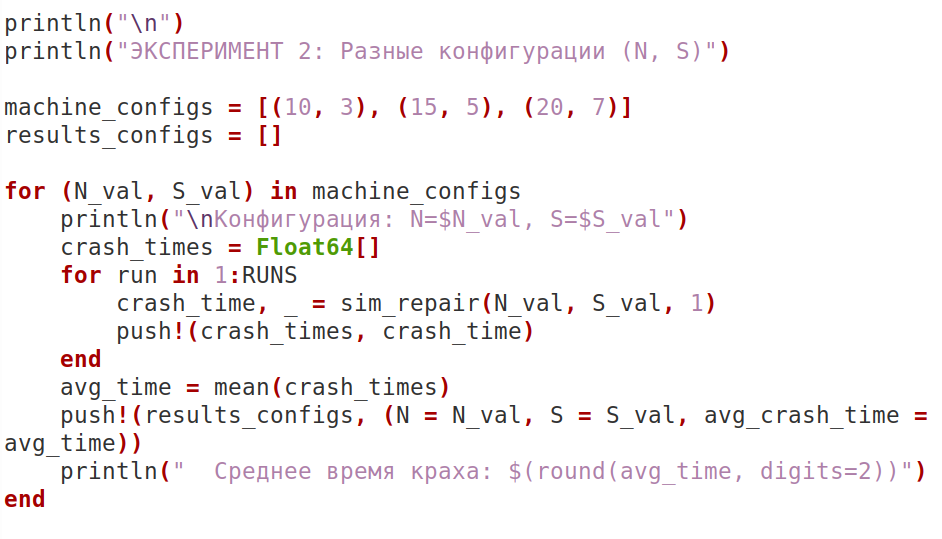 println("\n")
println("ЭКСПЕРИМЕНТ 2: Разные конфигурации (N, S)")

machine_configs = [(10, 3), (15, 5), (20, 7)]
results_configs = []

for (N_val, S_val) in machine_configs
    println("\nКонфигурация: N=$N_val, S=$S_val")
    crash_times = Float64[]
    for run in 1:RUNS
        crash_time, _ = sim_repair(N_val, S_val, 1)
        push!(crash_times, crash_time)
    end
    avg_time = mean(crash_times)
    push!(results_configs, (N = N_val, S = S_val, avg_crash_time =
avg_time))
    println("  Среднее время краха: $(round(avg_time, digits=2))")
end